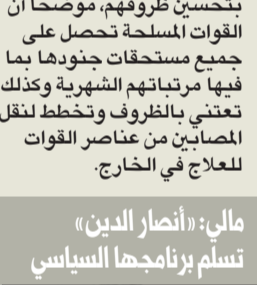 بتحسين ظروفهم، موضحا أن
القوات المسلحة تحصل على
جميع مستحقات جنودها بما
فيها مرتباتهم الشهرية وكذلك
تعتني بالظروف وتخطط لنقل
المصابين من عناصر القوات
للعلاج في الخارج.
مالي: «أنصار الدين»
تسلم برنامجها السياسي